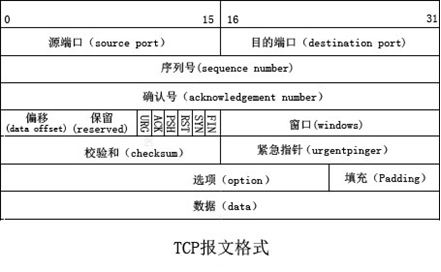 0 15 16 31
源端口（source port） 目的端口（destination port）
序列号(sequence number)
确认号（acknowledgement number）
偏移 保留 URG ACK PSH RST SYN FIN 窗口(windows)
(data offset) (reserved)
校验和（checksum） 紧急指针（urgentpinger）
选项（option） 填充（Padding）
数据（data）
TCP报文格式